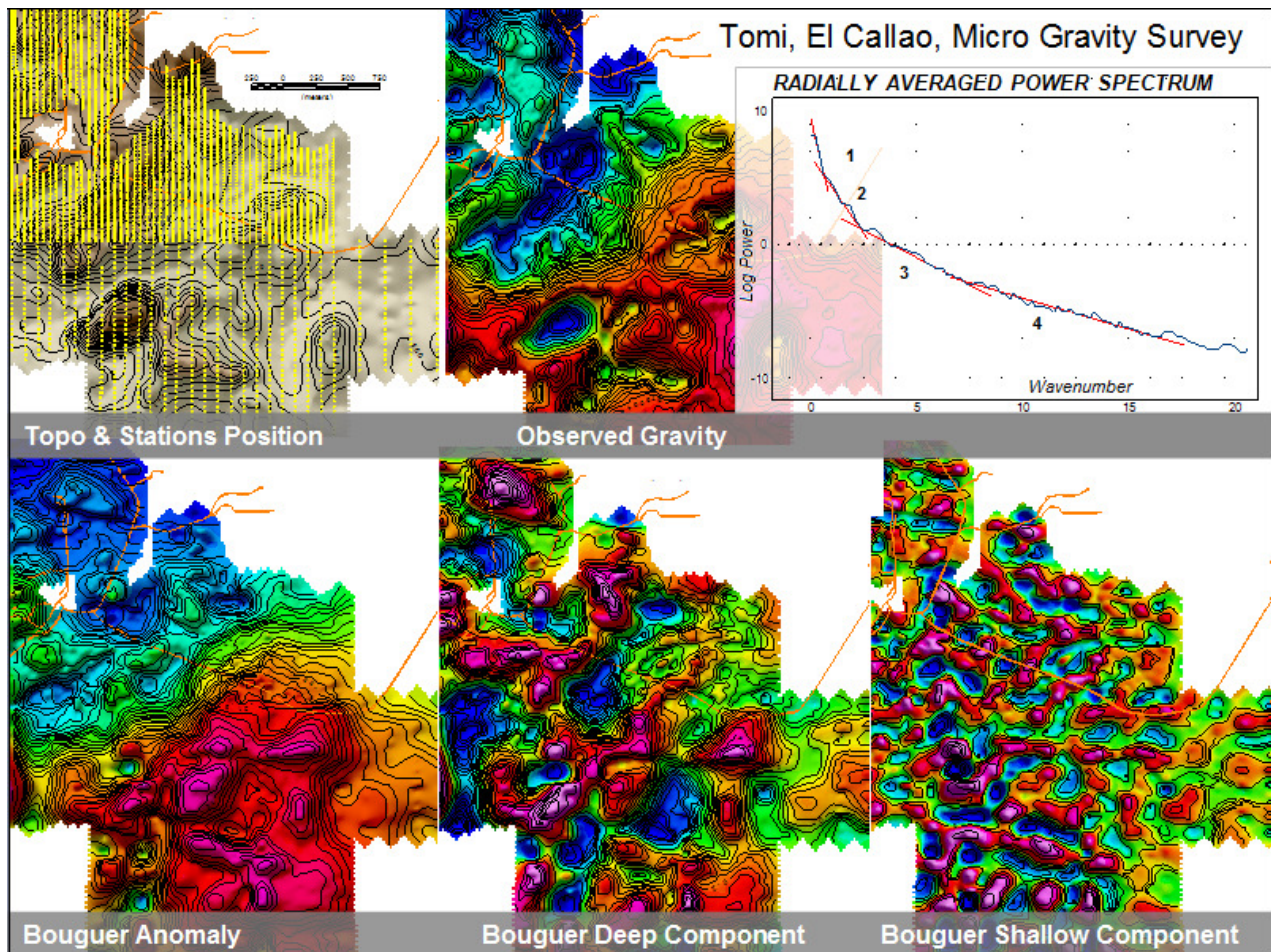 Tomi, El Callao, Micro Gravity Survey
250 0 250 500 750
(meters)
RADIALLY AVERAGED POWER SPECTRUM
10
0
-10
Log Power
1
2
3
4
Wavenumber
0 5 10 15 20
Topo & Stations Position
Observed Gravity
Bouguer Anomaly
Bouguer Deep Component
Bouguer Shallow Component